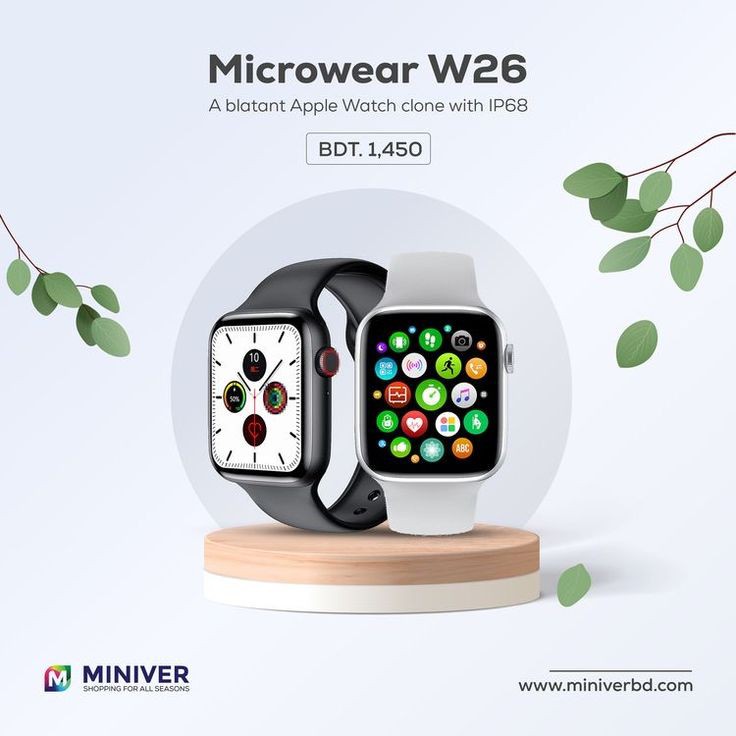 Microwear W26
A blatant Apple Watch clone with IP68
BDT. 1,450
10
50%
ABC
M MINIVER
SHOPPING FOR ALL SEASONS
www.miniverbd.com